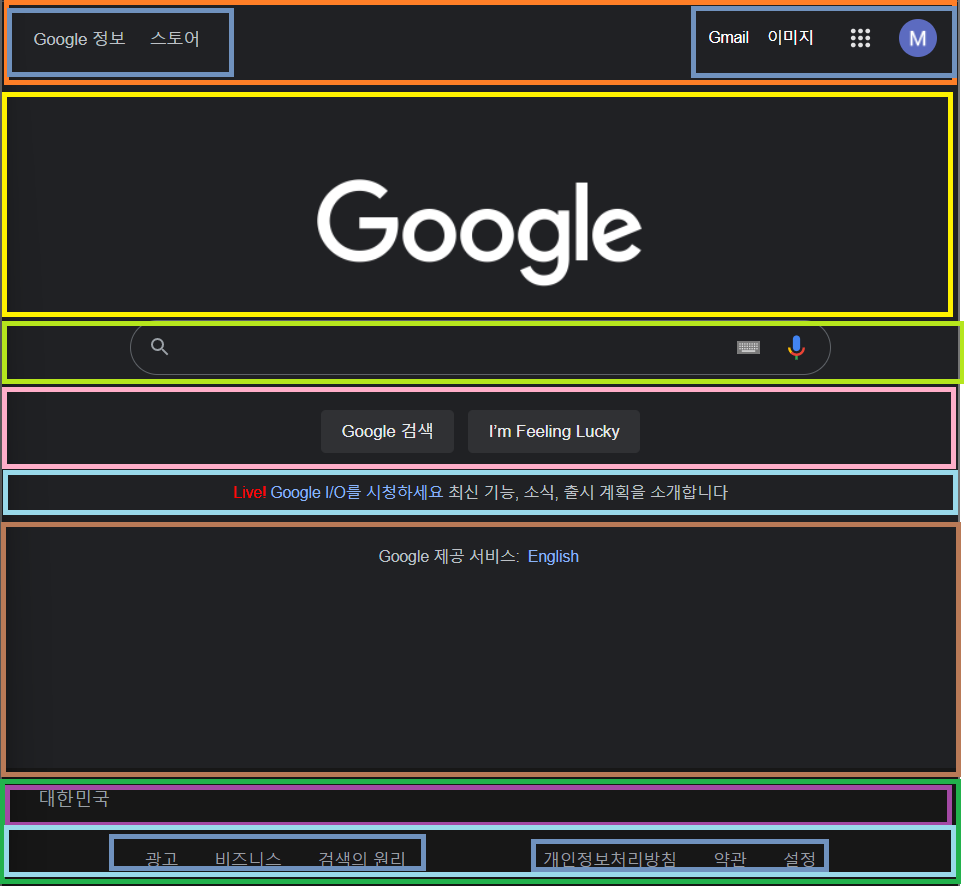 Google 정보 스토어 Gmail 이미지 M
Google
Google 검색 I'm Feeling Lucky
Live! Google I/O를 시청하세요 최신 기능, 소식, 출시 계획을 소개합니다
Google 제공 서비스: English
대한민국
광고 비즈니스 검색의 원리 개인정보처리방침 약관 설정